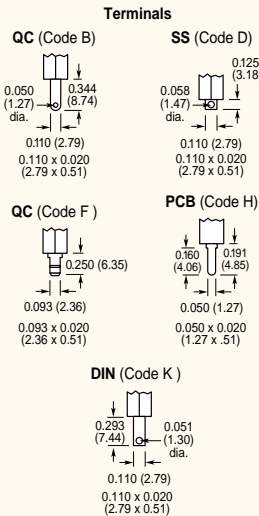 Terminals
QC (Code B)
0.050
(1.27)
dia.
0.344
(8.74)
0.110 (2.79)
0.110 x 0.020
(2.79 x 0.51)
SS (Code D)
0.125
(3.18
0.058
(1.47)
dia.
0.110 (2.79)
0.110 x 0.020
(2.79 x 0.51)
QC (Code F )
0.250 (6.35)
0.093 (2.36)
0.093 x 0.020
(2.36 x 0.51)
PCB (Code H)
0.160
(4.06)
0.191
(4.85)
0.050 (1.27)
0.050 x 0.020
(1.27 x .51)
DIN (Code K )
0.293
(7.44)
0.051
(1.30)
dia.
0.110 (2.79)
0.110 x 0.020
(2.79 x 0.51)